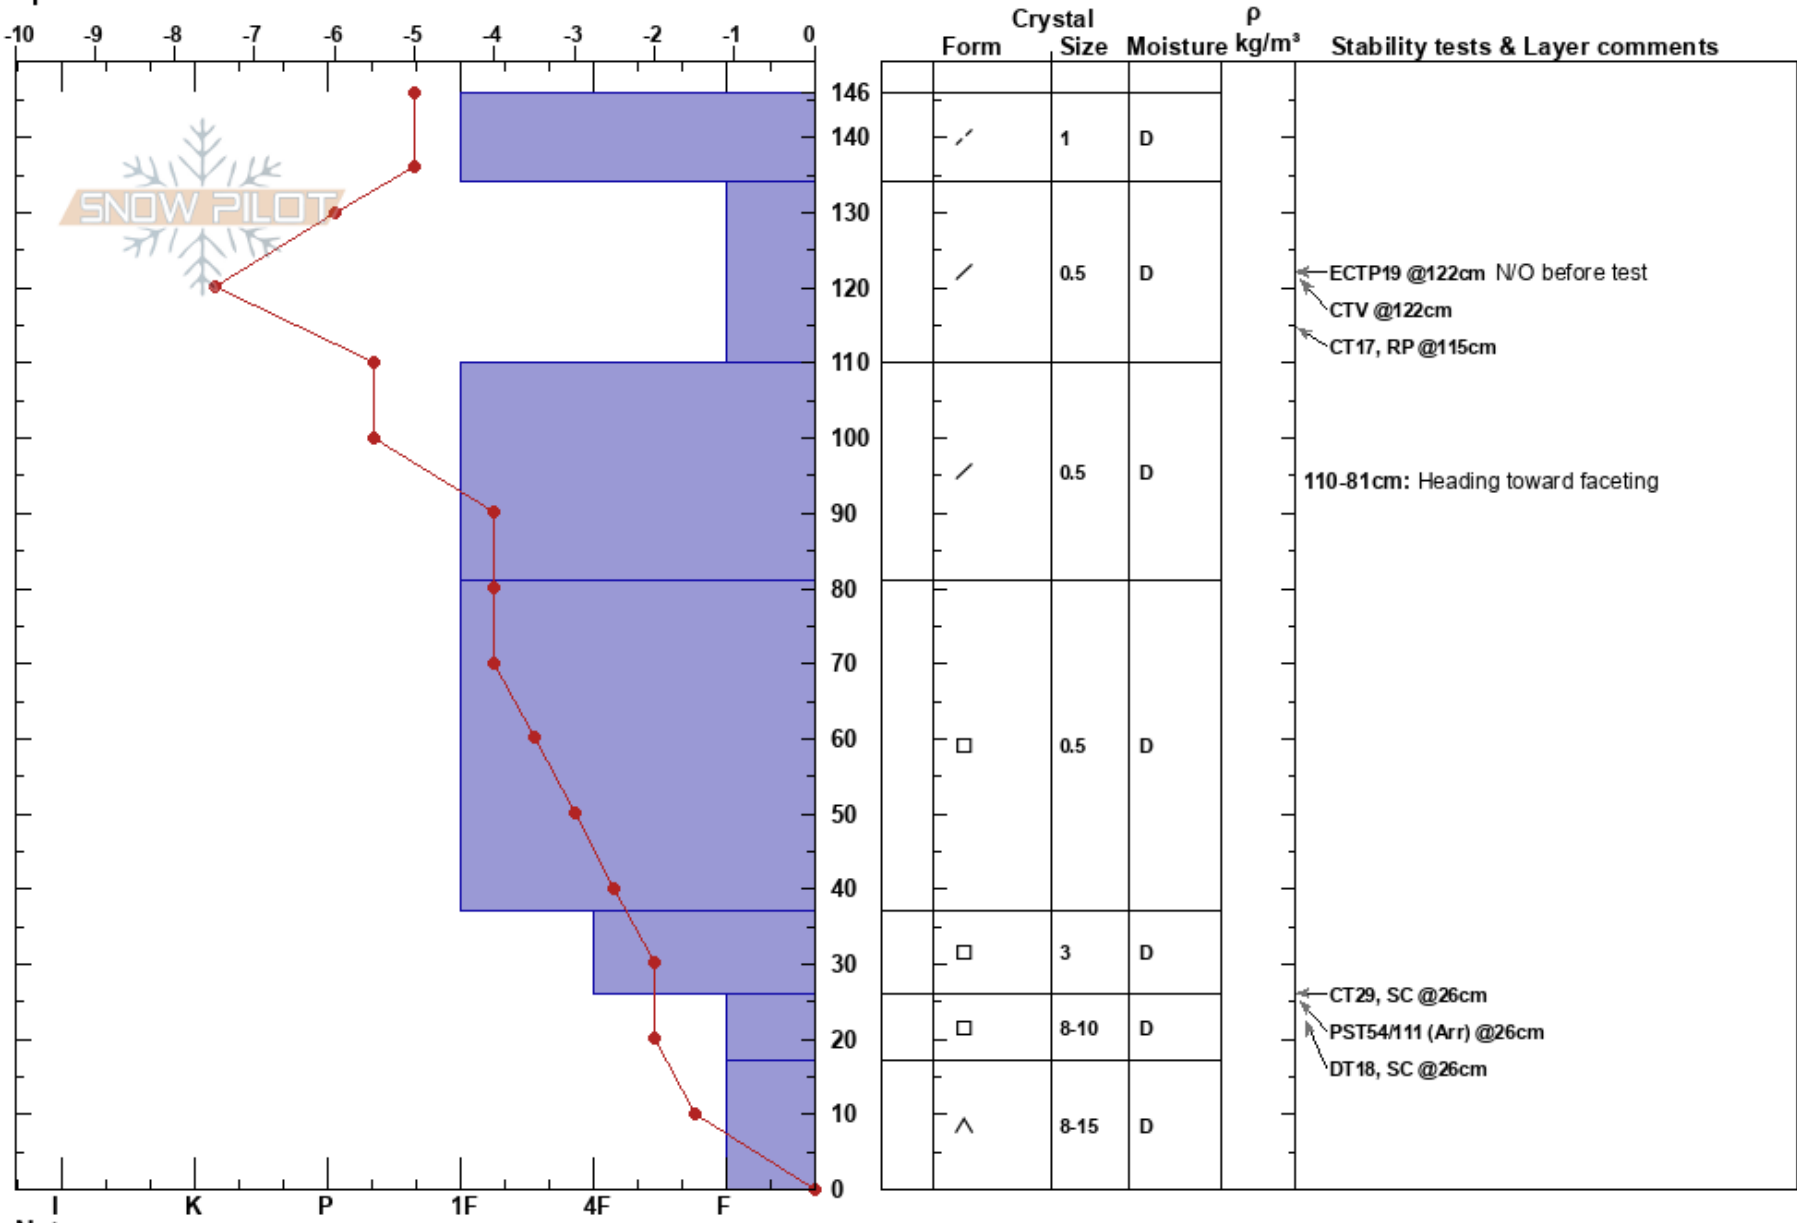 Crystal ρ
-10 -9 -8 -7 -6 -5 -4 -3 -2 -1 0
Form Size Moisture kg/m³ Stability tests & Layer comments
146
140 1 D
SNOW PILOT
130
0.5 D ECTP19 @122cm N/O before test
120
CTV @122cm
CT17, RP @115cm
110
100
0.5 D 110-81cm: Heading toward faceting
90
80
70
60 0.5 D
50
40
30 3 D
CT29, SC @26cm
20 8-10 D PST54/111 (Arr) @26cm
DT18, SC @26cm
10 8-15 D
0
I K P 1F 4F F